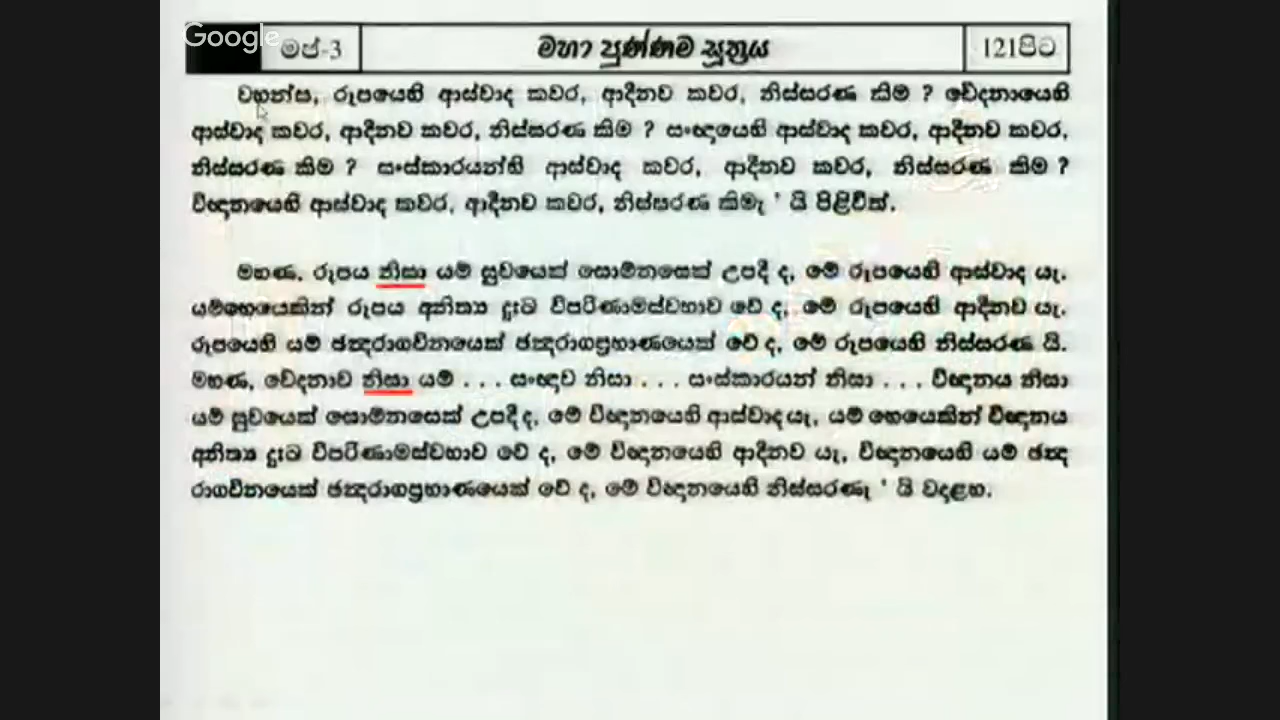 Google
මප්-3 මහා පුණ්ණම සූත්‍රය 121පිට
වහන්ස, රූපයෙහි ආස්වාද කවර, ආදීනව කවර, නිස්සරණ කිම ? වේදනායෙහි
ආස්වාද කවර, ආදීනව කවර, නිස්සරණ කිම ? සංඥායෙහි ආස්වාද කවර, ආදීනව කවර,
නිස්සරණ කිම ? සංස්කාරයන්හි ආස්වාද කවර, ආදීනව කවර, නිස්සරණ කිම ?
විඥානයෙහි ආස්වාද කවර, ආදීනව කවර, නිස්සරණ කිමැ ' යි පිළිවිත්.
මහණ, රූපය නිසා යම් සුවයෙක් සොම්නසෙක් උපදී ද, මේ රූපයෙහි ආස්වාද යැ.
යම්හෙයෙකින් රූපය අනිත්‍ය දුඃඛ විපරිණාමස්වභාව වේ ද, මේ රූපයෙහි ආදීනව යැ.
රූපයෙහි යම් ඡන්‍දරාගවිනයෙක් ඡන්‍දරාගප්‍රහාණයෙක් වේ ද, මේ රූපයෙහි නිස්සරණ යි.
මහණ, වේදනාව නිසා යම් . . . සංඥාව නිසා . . . සංස්කාරයන් නිසා . . . විඥානය නිසා
යම් සුවයෙක් සොම්නසෙක් උපදීද, මේ විඥානයෙහි ආස්වාදයැ, යම් හෙයෙකින් විඥානය
අනිත්‍ය දුඃඛ විපරිණාමස්වභාව වේ ද, මේ විඥානයෙහි ආදීනව යැ, විඥානයෙහි යම් ඡන්‍ද
රාගවිනයෙක් ඡන්‍දරාගප්‍රහාණයෙක් වේ ද, මේ විඥානයෙහි නිස්සරණැ ' යි වදාළහ.